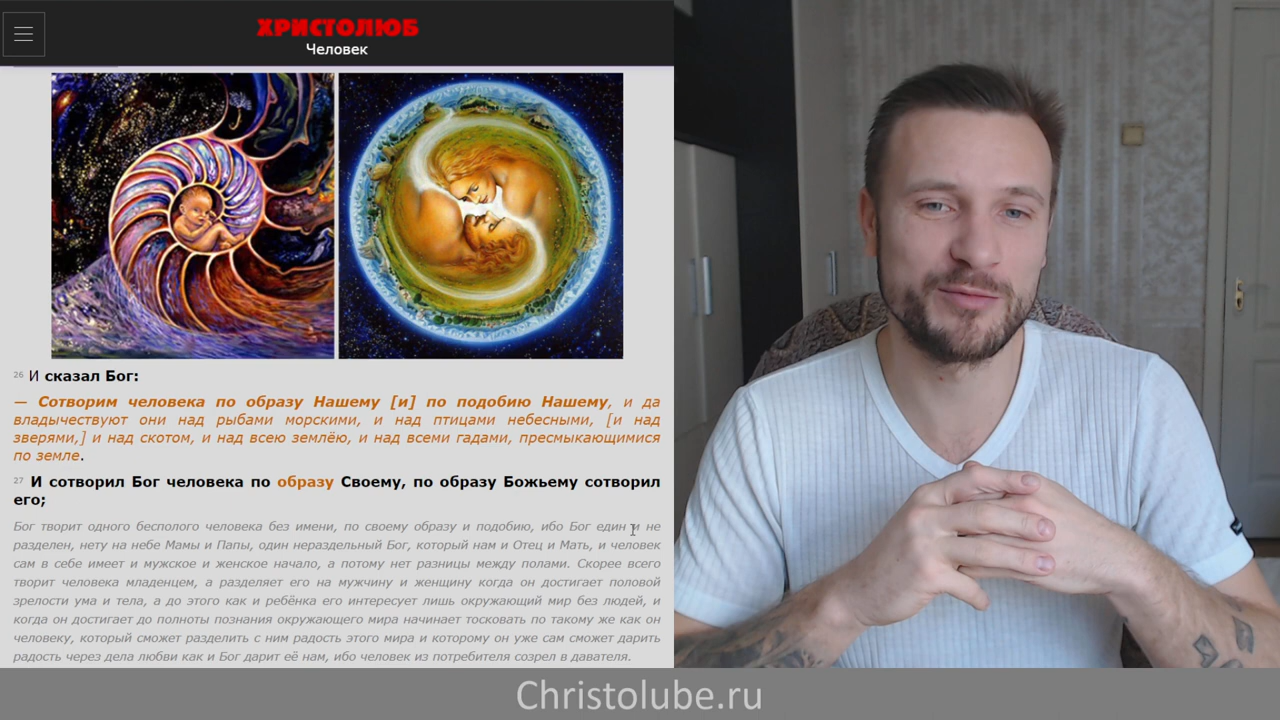 ХРИСТОЛЮБ
Человек
26 И сказал Бог:
— Сотворим человека по образу Нашему [и] по подобию Нашему, и да
владычествуют они над рыбами морскими, и над птицами небесными, [и над
зверями,] и над скотом, и над всею землёю, и над всеми гадами, пресмыкающимися
по земле.
27 И сотворил Бог человека по образу Своему, по образу Божьему сотворил
его;
Бог творит одного бесполого человека без имени, по своему образу и подобию, ибо Бог един и не
разделен, нету на небе Мамы и Папы, один нераздельный Бог, который нам и Отец и Мать, и человек
сам в себе имеет и мужское и женское начало, а потому нет разницы между полами. Скорее всего
творит человека младенцем, а разделяет его на мужчину и женщину когда он достигает половой
зрелости ума и тела, а до этого как и ребёнка его интересует лишь окружающий мир без людей, и
когда он достигает до полноты познания окружающего мира начинает тосковать по такому же как он
человеку, который сможет разделить с ним радость этого мира и которому он уже сам сможет дарить
радость через дела любви как и Бог дарит её нам, ибо человек из потребителя созрел в давателя.
Christolube.ru